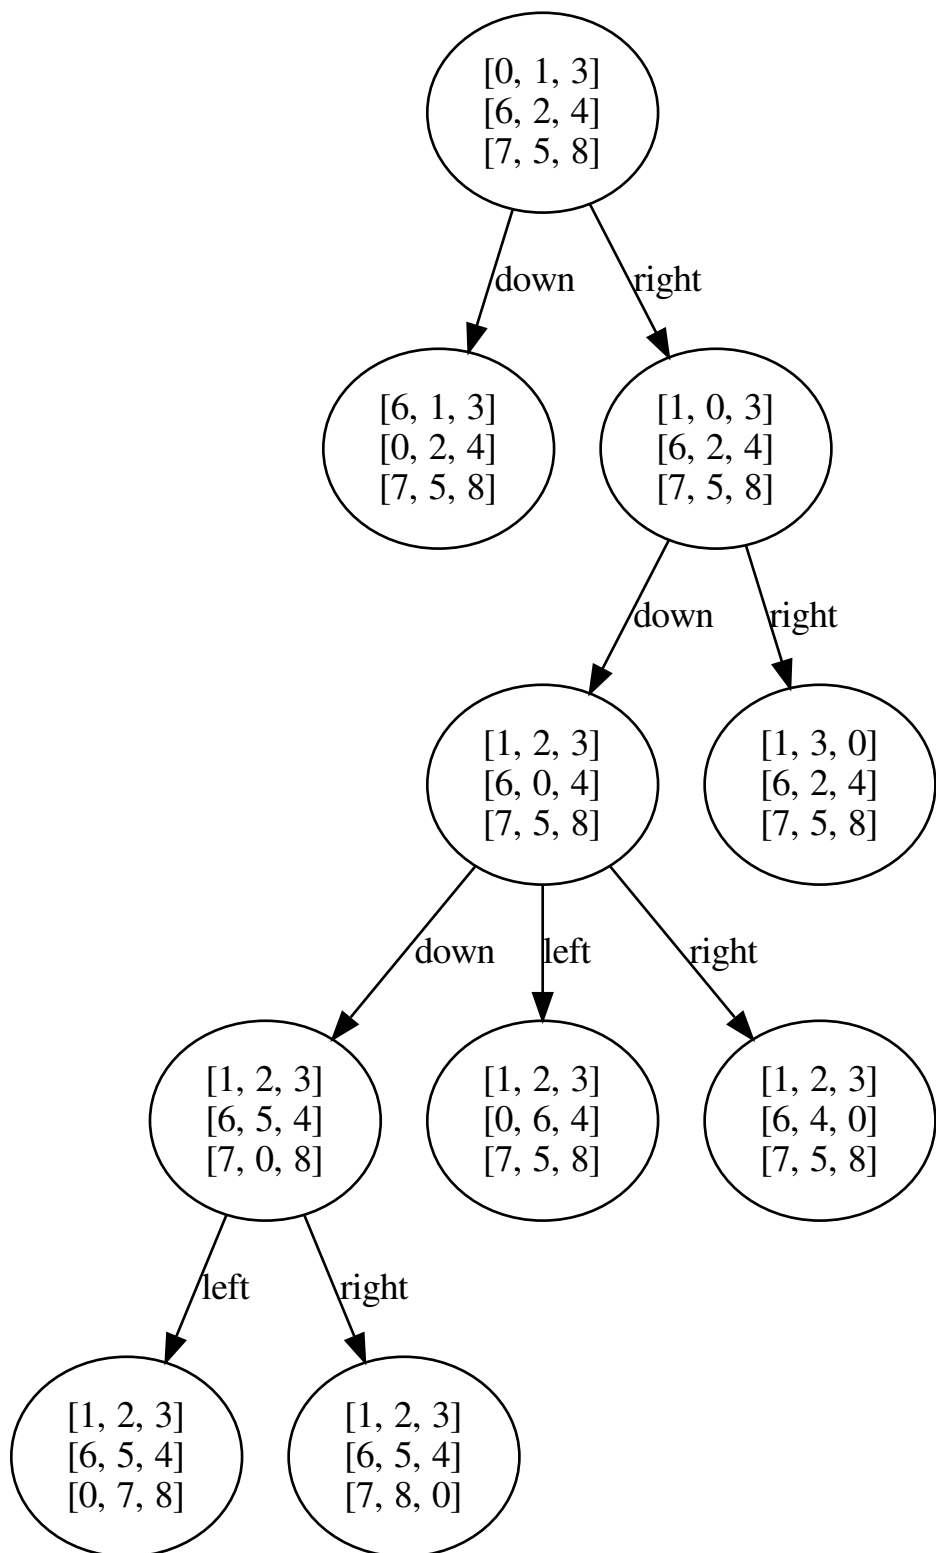 [0, 1, 3]
[6, 2, 4]
[7, 5, 8]
down
right
[6, 1, 3]
[0, 2, 4]
[7, 5, 8]
[1, 0, 3]
[6, 2, 4]
[7, 5, 8]
down
right
[1, 2, 3]
[6, 0, 4]
[7, 5, 8]
[1, 3, 0]
[6, 2, 4]
[7, 5, 8]
down
left
right
[1, 2, 3]
[6, 5, 4]
[7, 0, 8]
[1, 2, 3]
[0, 6, 4]
[7, 5, 8]
[1, 2, 3]
[6, 4, 0]
[7, 5, 8]
left
right
[1, 2, 3]
[6, 5, 4]
[0, 7, 8]
[1, 2, 3]
[6, 5, 4]
[7, 8, 0]